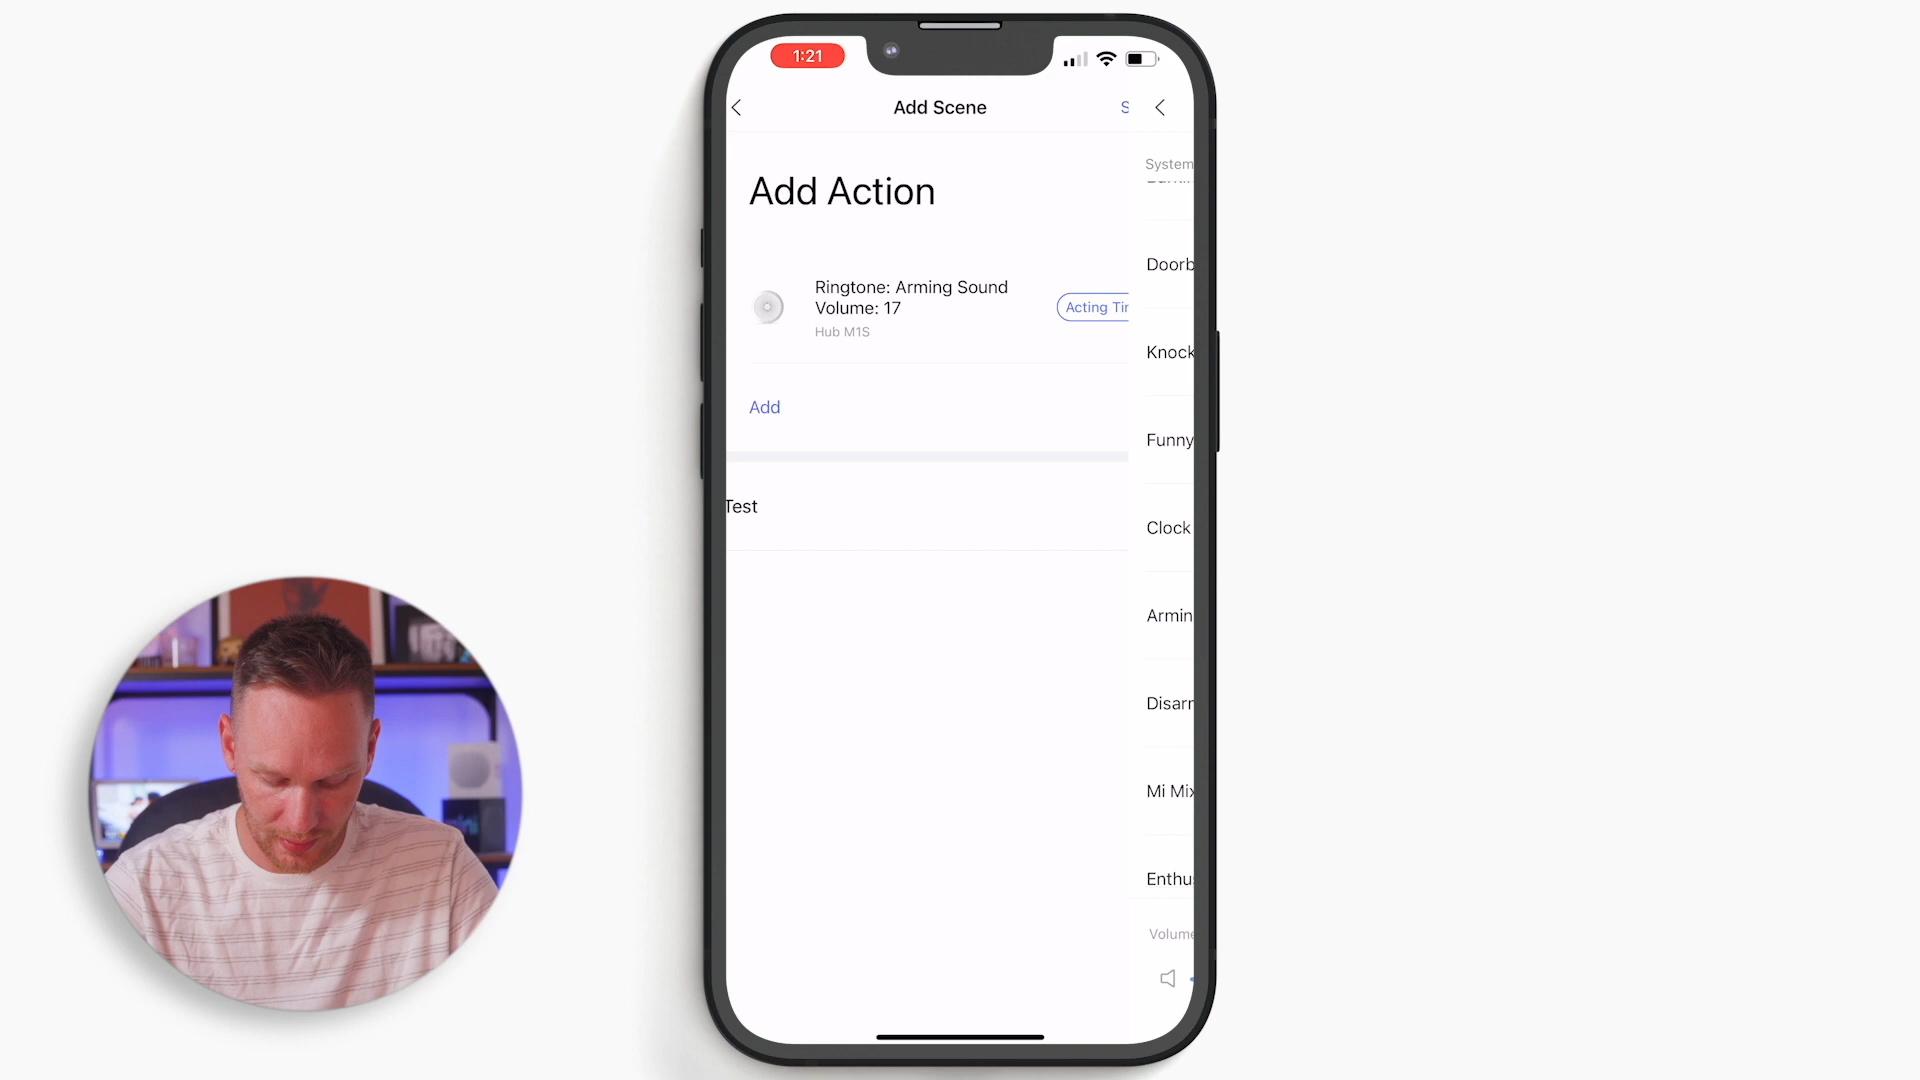 1:21
Add Scene
S
System
Add Action
Doorb
Ringtone: Arming Sound
Volume: 17
Hub M1S
Acting Tir
Knock
Add
Funny
Test
Clock
Armin
Disarr
Mi Mix
Enthus
Volume